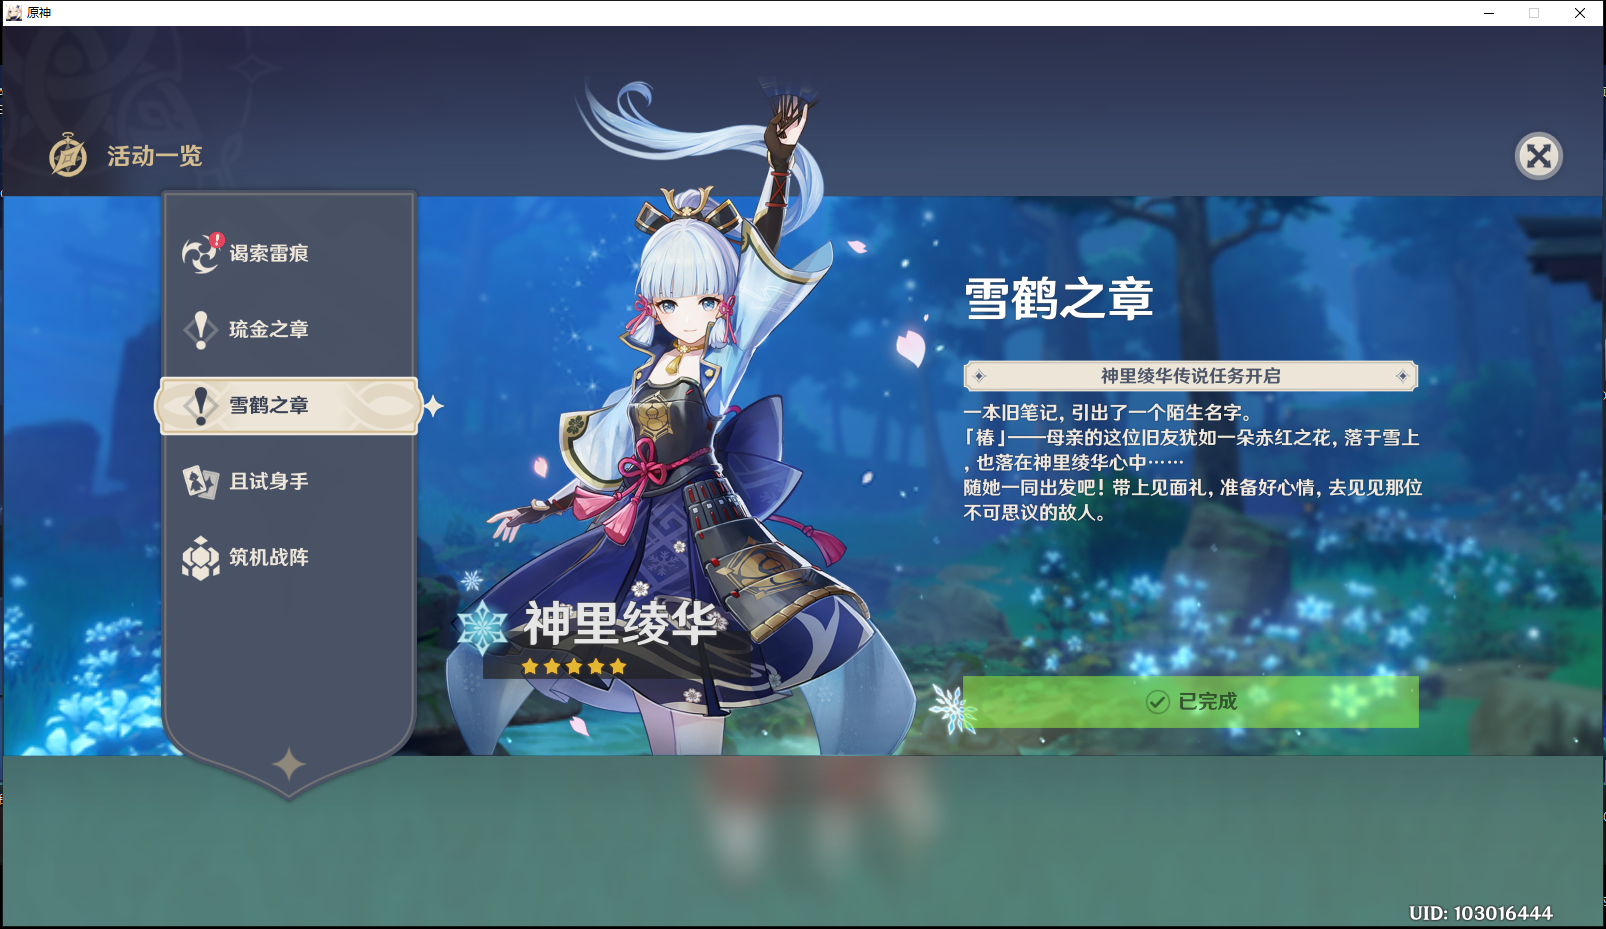 原神
活动一览
谒索雷痕
琉金之章
雪鹤之章
且试身手
筑机战阵
神里绫华
雪鹤之章
神里绫华传说任务开启
一本旧笔记，引出了一个陌生名字。
「椿」——母亲的这位旧友犹如一朵赤红之花，落于雪上
，也落在神里绫华心中……
随她一同出发吧！带上见面礼，准备好心情，去见见那位
不可思议的故人。
已完成
UID: 103016444